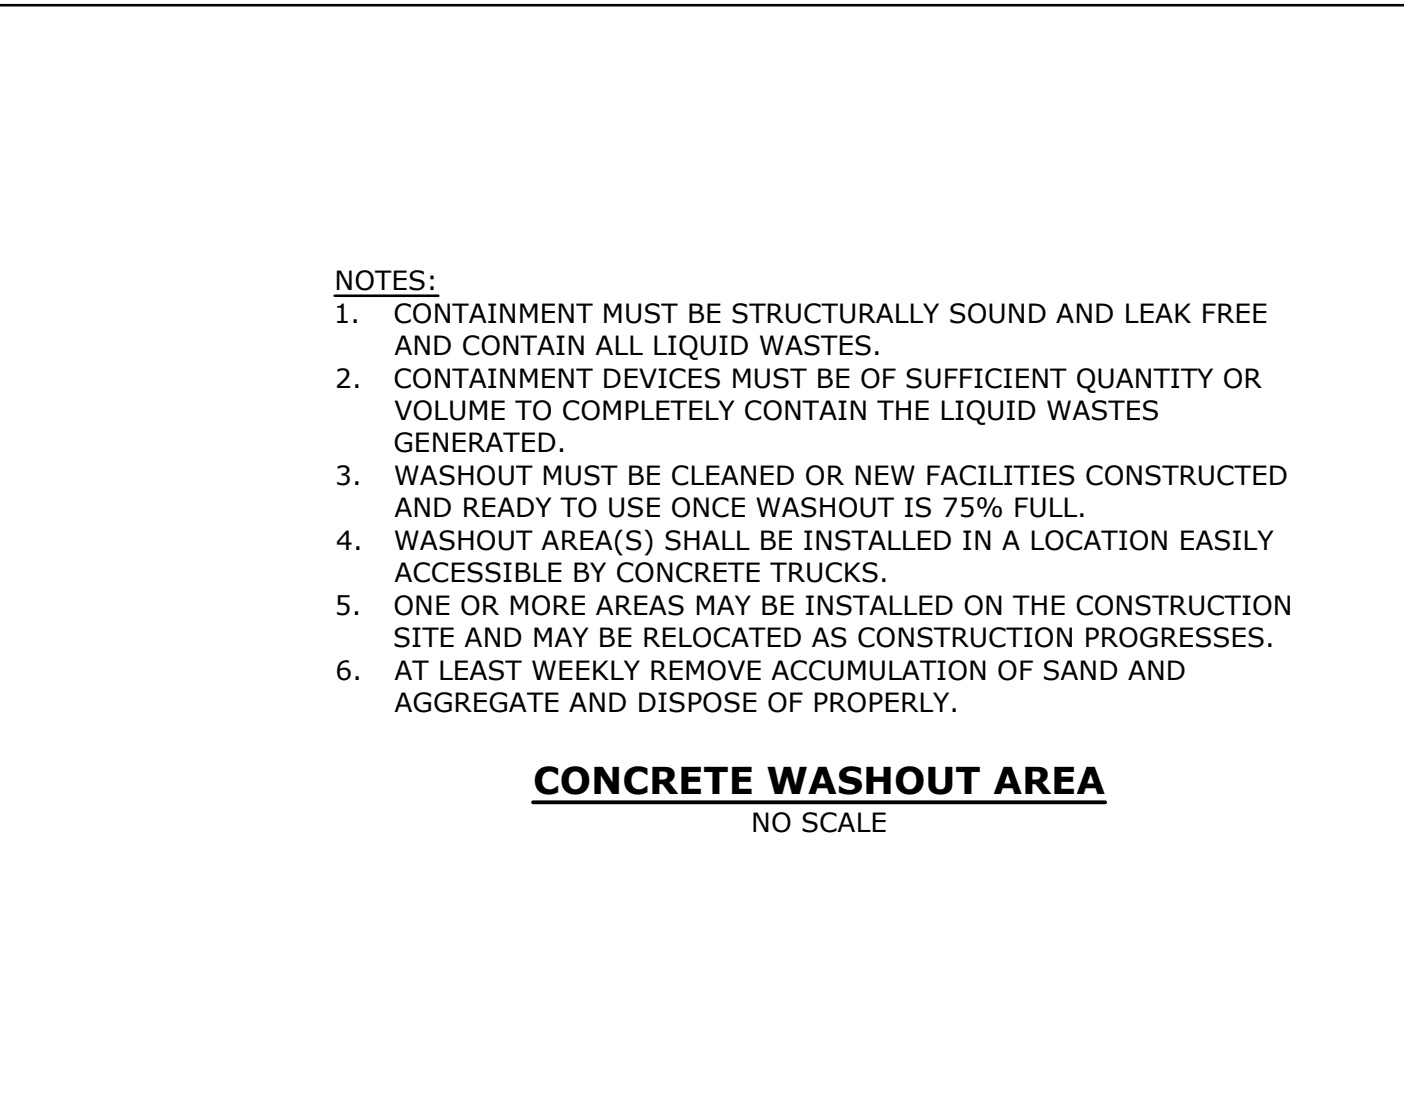 NOTES:
1. CONTAINMENT MUST BE STRUCTURALLY SOUND AND LEAK FREE
AND CONTAIN ALL LIQUID WASTES.
2. CONTAINMENT DEVICES MUST BE OF SUFFICIENT QUANTITY OR
VOLUME TO COMPLETELY CONTAIN THE LIQUID WASTES
GENERATED.
3. WASHOUT MUST BE CLEANED OR NEW FACILITIES CONSTRUCTED
AND READY TO USE ONCE WASHOUT IS 75% FULL.
4. WASHOUT AREA(S) SHALL BE INSTALLED IN A LOCATION EASILY
ACCESSIBLE BY CONCRETE TRUCKS.
5. ONE OR MORE AREAS MAY BE INSTALLED ON THE CONSTRUCTION
SITE AND MAY BE RELOCATED AS CONSTRUCTION PROGRESSES.
6. AT LEAST WEEKLY REMOVE ACCUMULATION OF SAND AND
AGGREGATE AND DISPOSE OF PROPERLY.
CONCRETE WASHOUT AREA
NO SCALE